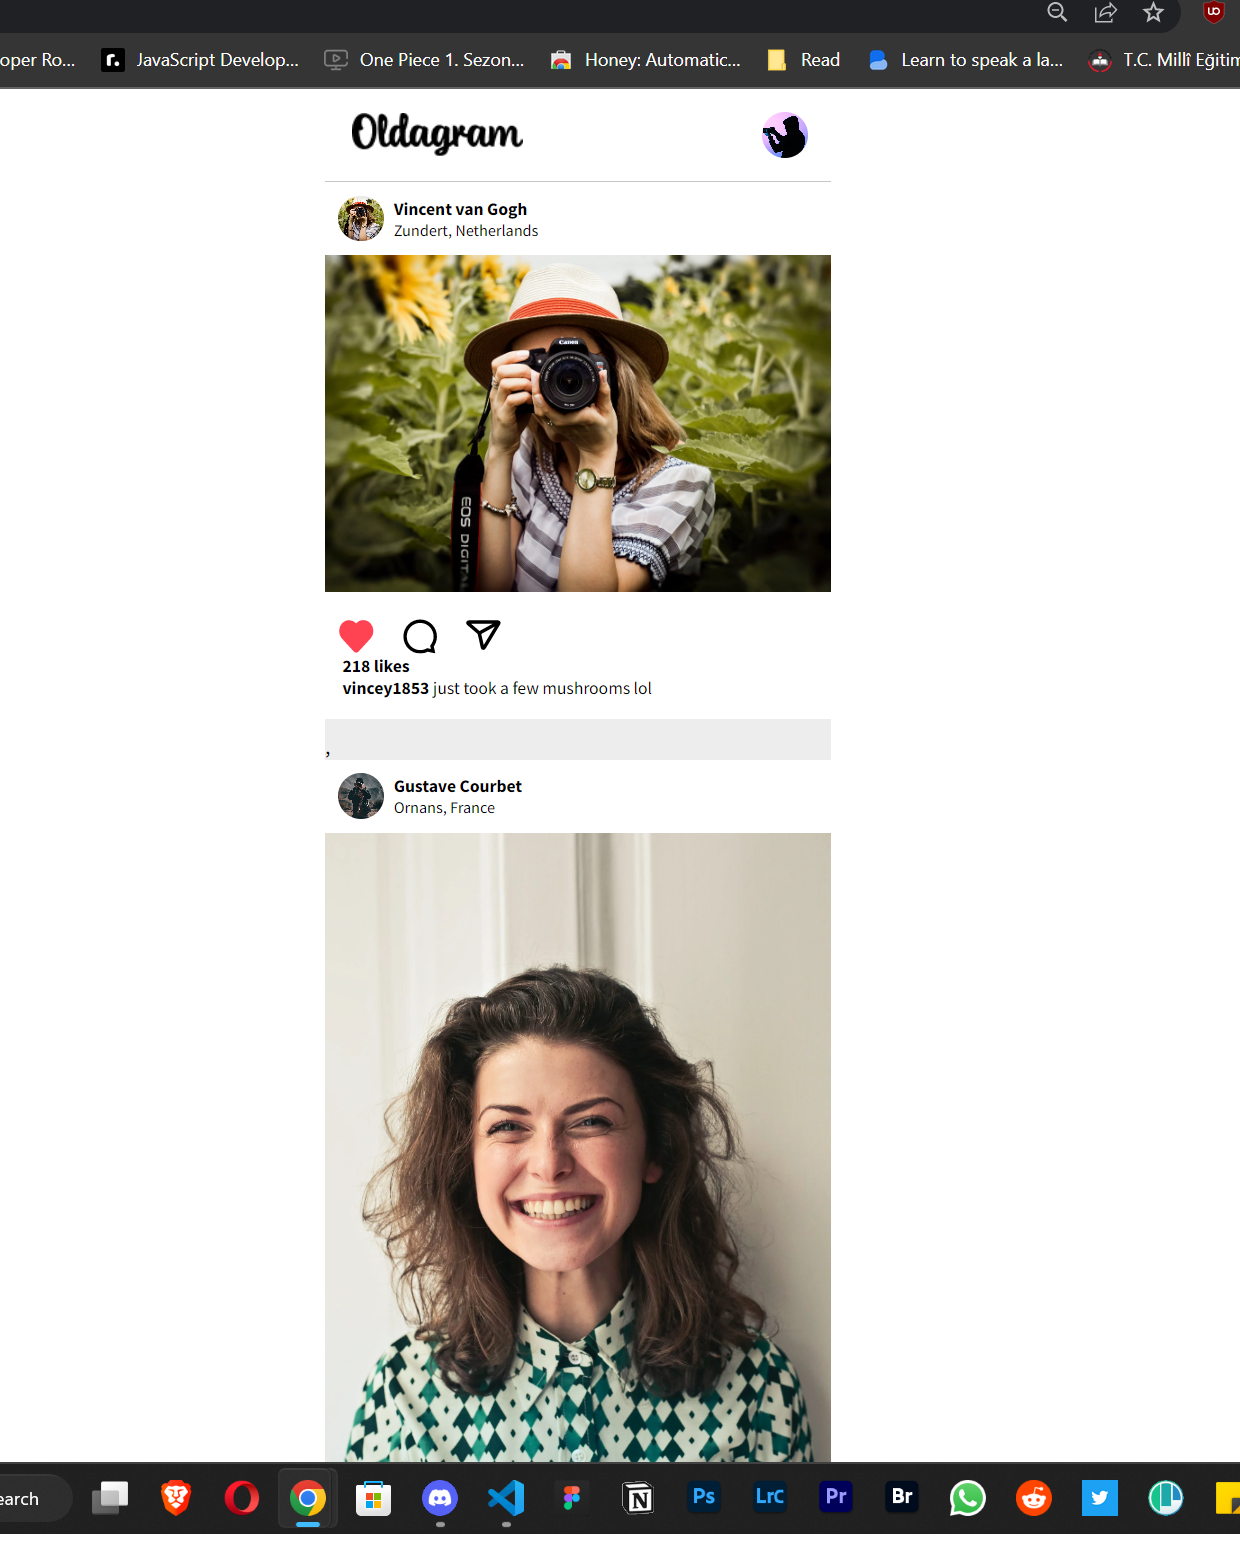 oper Ro...
JavaScript Develop...
One Piece 1. Sezon...
Honey: Automatic...
Read
Learn to speak a la...
T.C. Millî Eğitim
Oldagram
Vincent van Gogh
Zundert, Netherlands
Canon
EOS DIGITA
218 likes
vincey1853 just took a few mushrooms lol
,
Gustave Courbet
Ornans, France
earch
Ps
LrC
Pr
Br